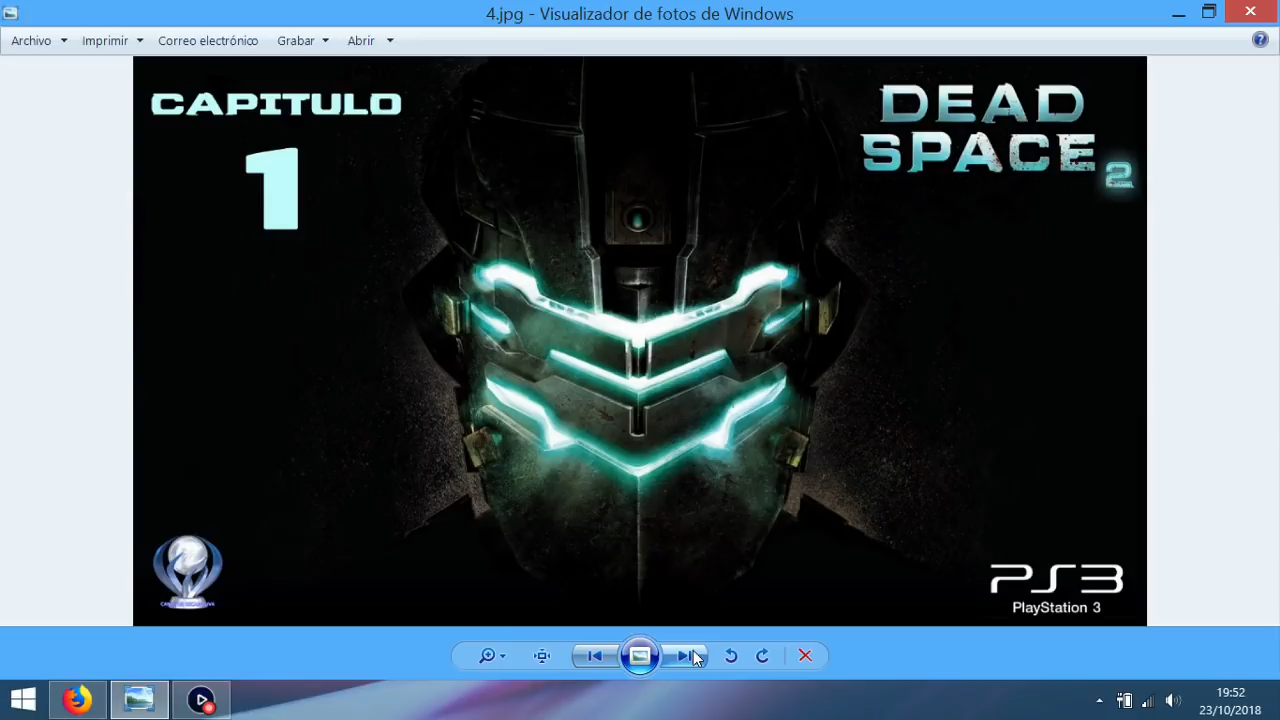 4.jpg - Visualizador de fotos de Windows
Archivo Imprimir Correo electrónico Grabar Abrir
CAPITULO
1
DEAD
SPACE
2
PS3
PlayStation 3
19:52
23/10/2018